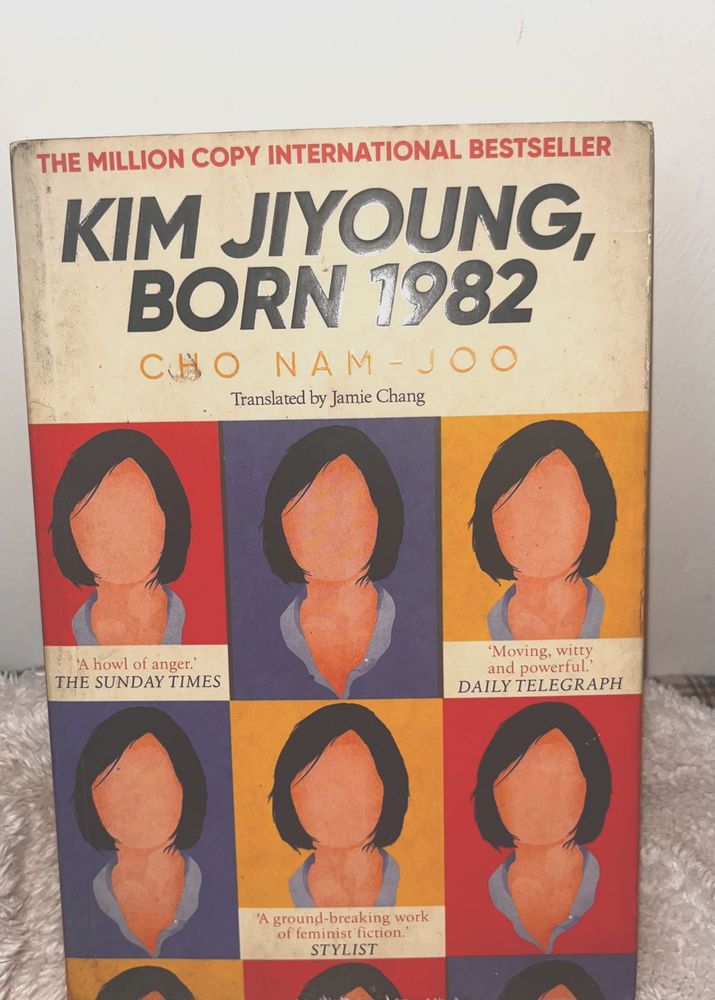 THE MILLION COPY INTERNATIONAL BESTSELLER
KIM JIYOUNG,
BORN 1982
CHO NAM-JOO
Translated by Jamie Chang
'A howl of anger.'
THE SUNDAY TIMES
'Moving, witty
and powerful.'
DAILY TELEGRAPH
'A ground-breaking work
of feminist fiction.'
STYLIST